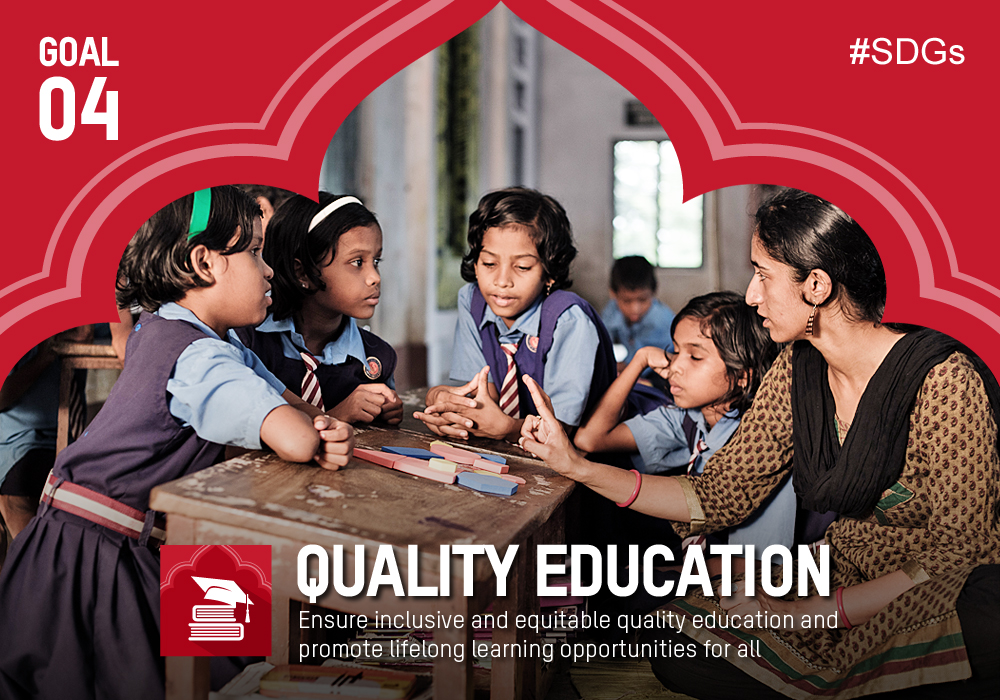 GOAL
04
#SDGs
QUALITY EDUCATION
Ensure inclusive and equitable quality education and
promote lifelong learning opportunities for all